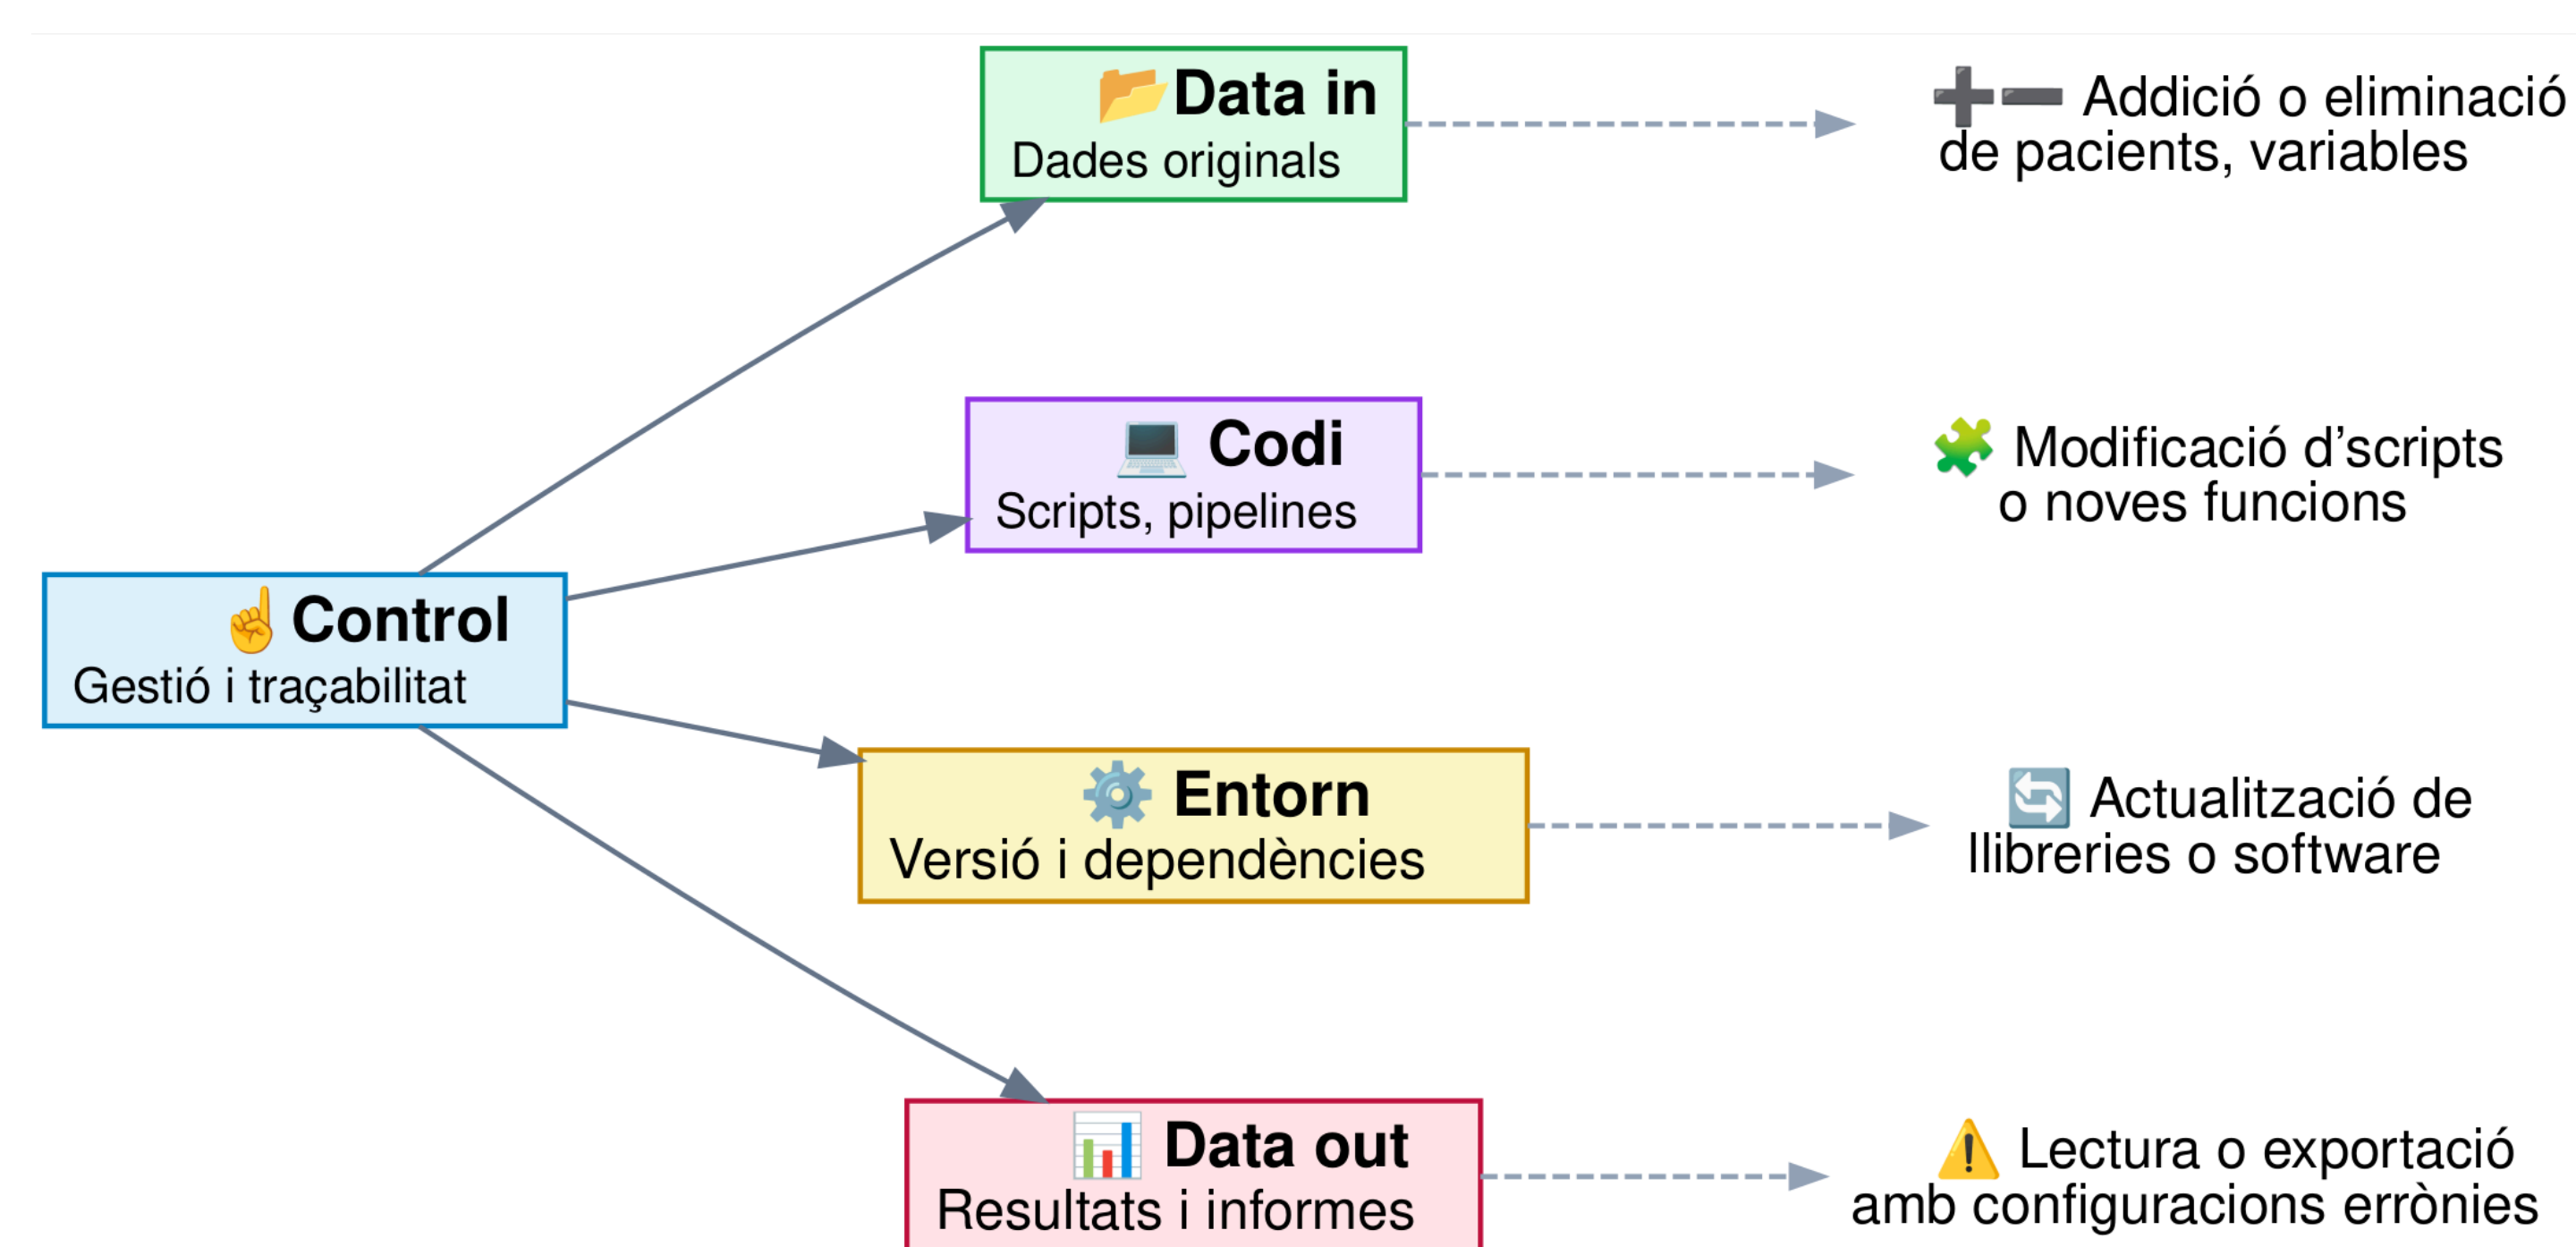 Data in
Dades originals
Addició o eliminació
de pacients, variables
Codi
Scripts, pipelines
Modificació d’scripts
o noves funcions
Control
Gestió i traçabilitat
Entorn
Versió i dependències
Actualització de
llibreries o software
Data out
Resultats i informes
Lectura o exportació
amb configuracions errònies